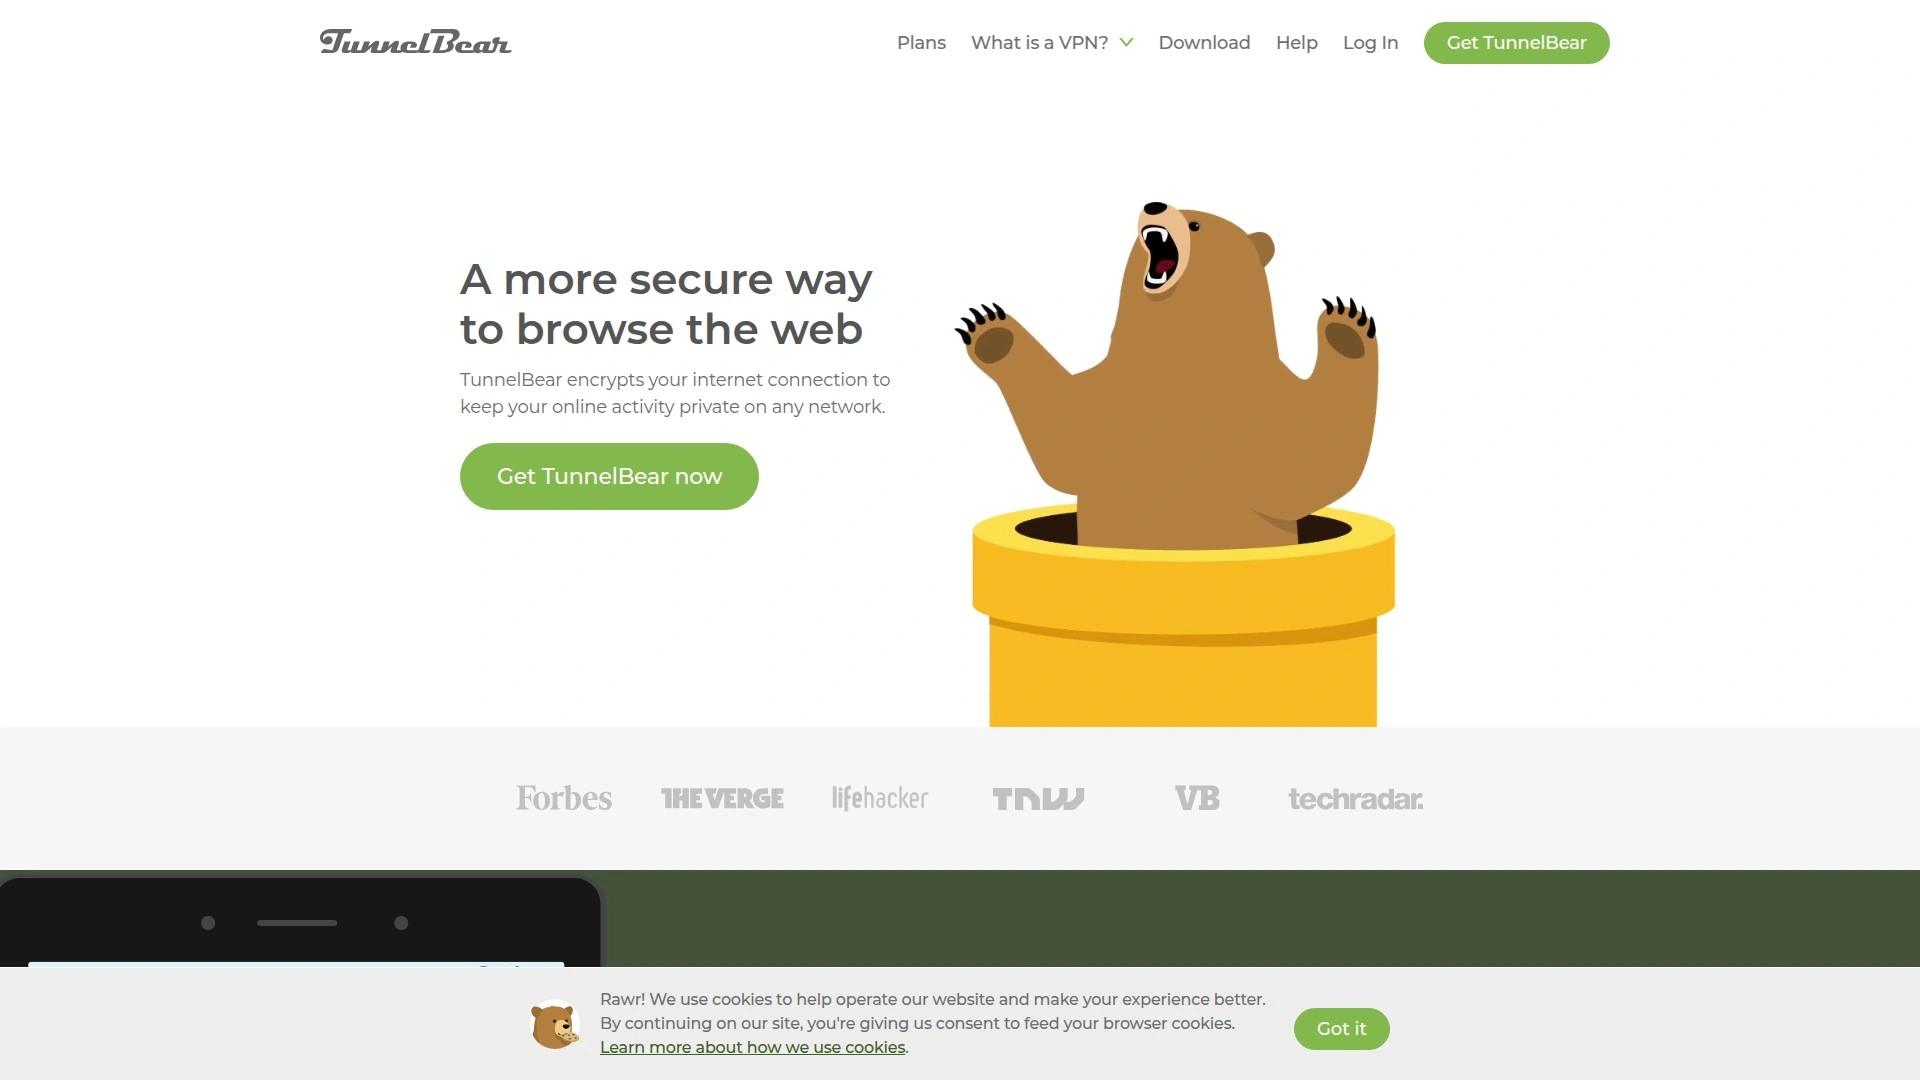 TunnelBear
Plans
What is a VPN?
Download
Help
Log In
Get TunnelBear
A more secure way
to browse the web
TunnelBear encrypts your internet connection to
keep your online activity private on any network.
Get TunnelBear now
Forbes
THE VERGE
lifehacker
TNW
VB
techradar.
Rawr! We use cookies to help operate our website and make your experience better.
By continuing on our site, you're giving us consent to feed your browser cookies.
Learn more about how we use cookies.
Got it